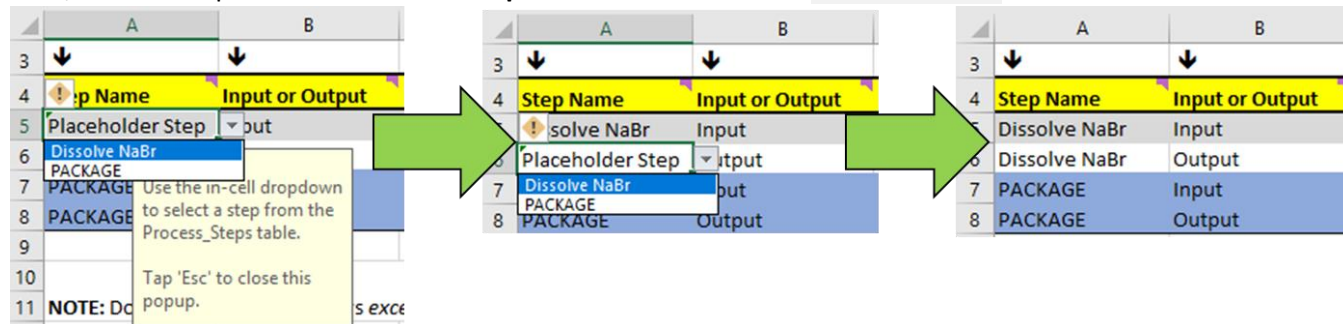 A B
3 ↓ ↓
4 ep Name Input or Output
5 Placeholder Step put
6 Dissolve NaBr
PACKAGE
7 PACKAGE Use the in-cell dropdown
to select a step from the
8 PACKAGE Process_Steps table.
9
10 Tap 'Esc' to close this
popup.
11 NOTE: Do s exce
A B
3 ↓ ↓
4 Step Name Input or Output
solve NaBr Input
Placeholder Step utput
7 Dissolve NaBr put
PACKAGE
8 PACKAGE Output
A B
3 ↓ ↓
4 Step Name Input or Output
5 Dissolve NaBr Input
6 Dissolve NaBr Output
7 PACKAGE Input
8 PACKAGE Output